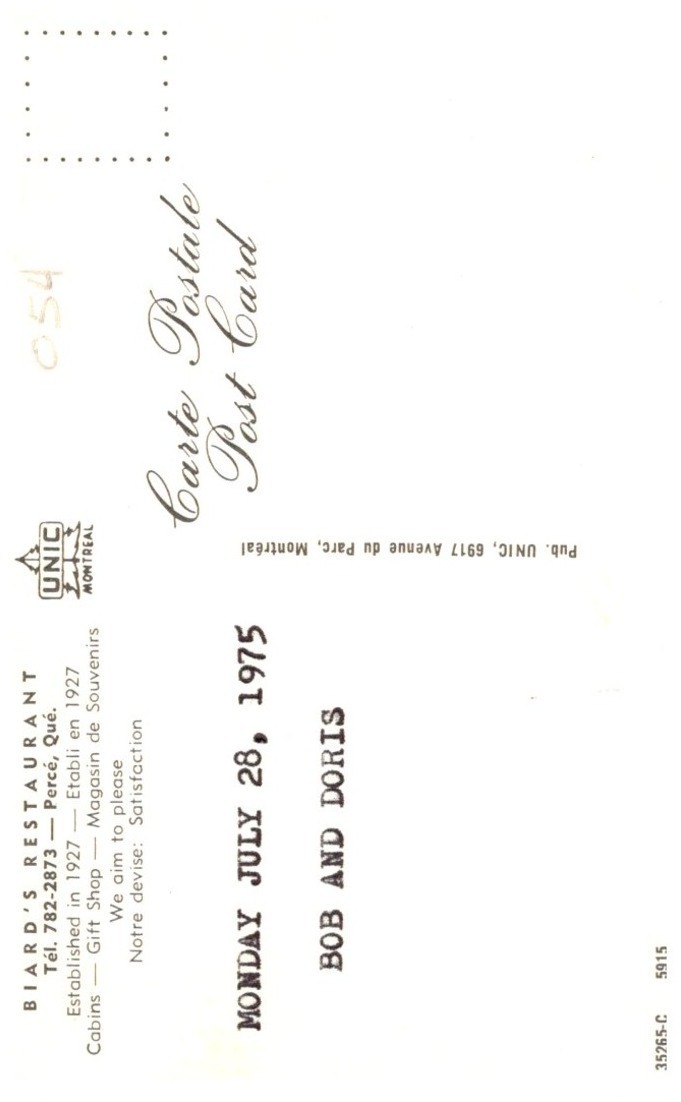 BIARD'S RESTAURANT
Tél. 782-2873 — Percé, Qué.
Established in 1927 — Etabli en 1927
Cabins — Gift Shop — Magasin de Souvenirs
We aim to please
Notre devise: Satisfaction
UNIC
MONTREAL
054
Carte Postale
Post Card
MONDAY JULY 28, 1975
BOB AND DORIS
Pub. UNIC, 6917 Avenue du Parc, Montréal
35265-C 5915